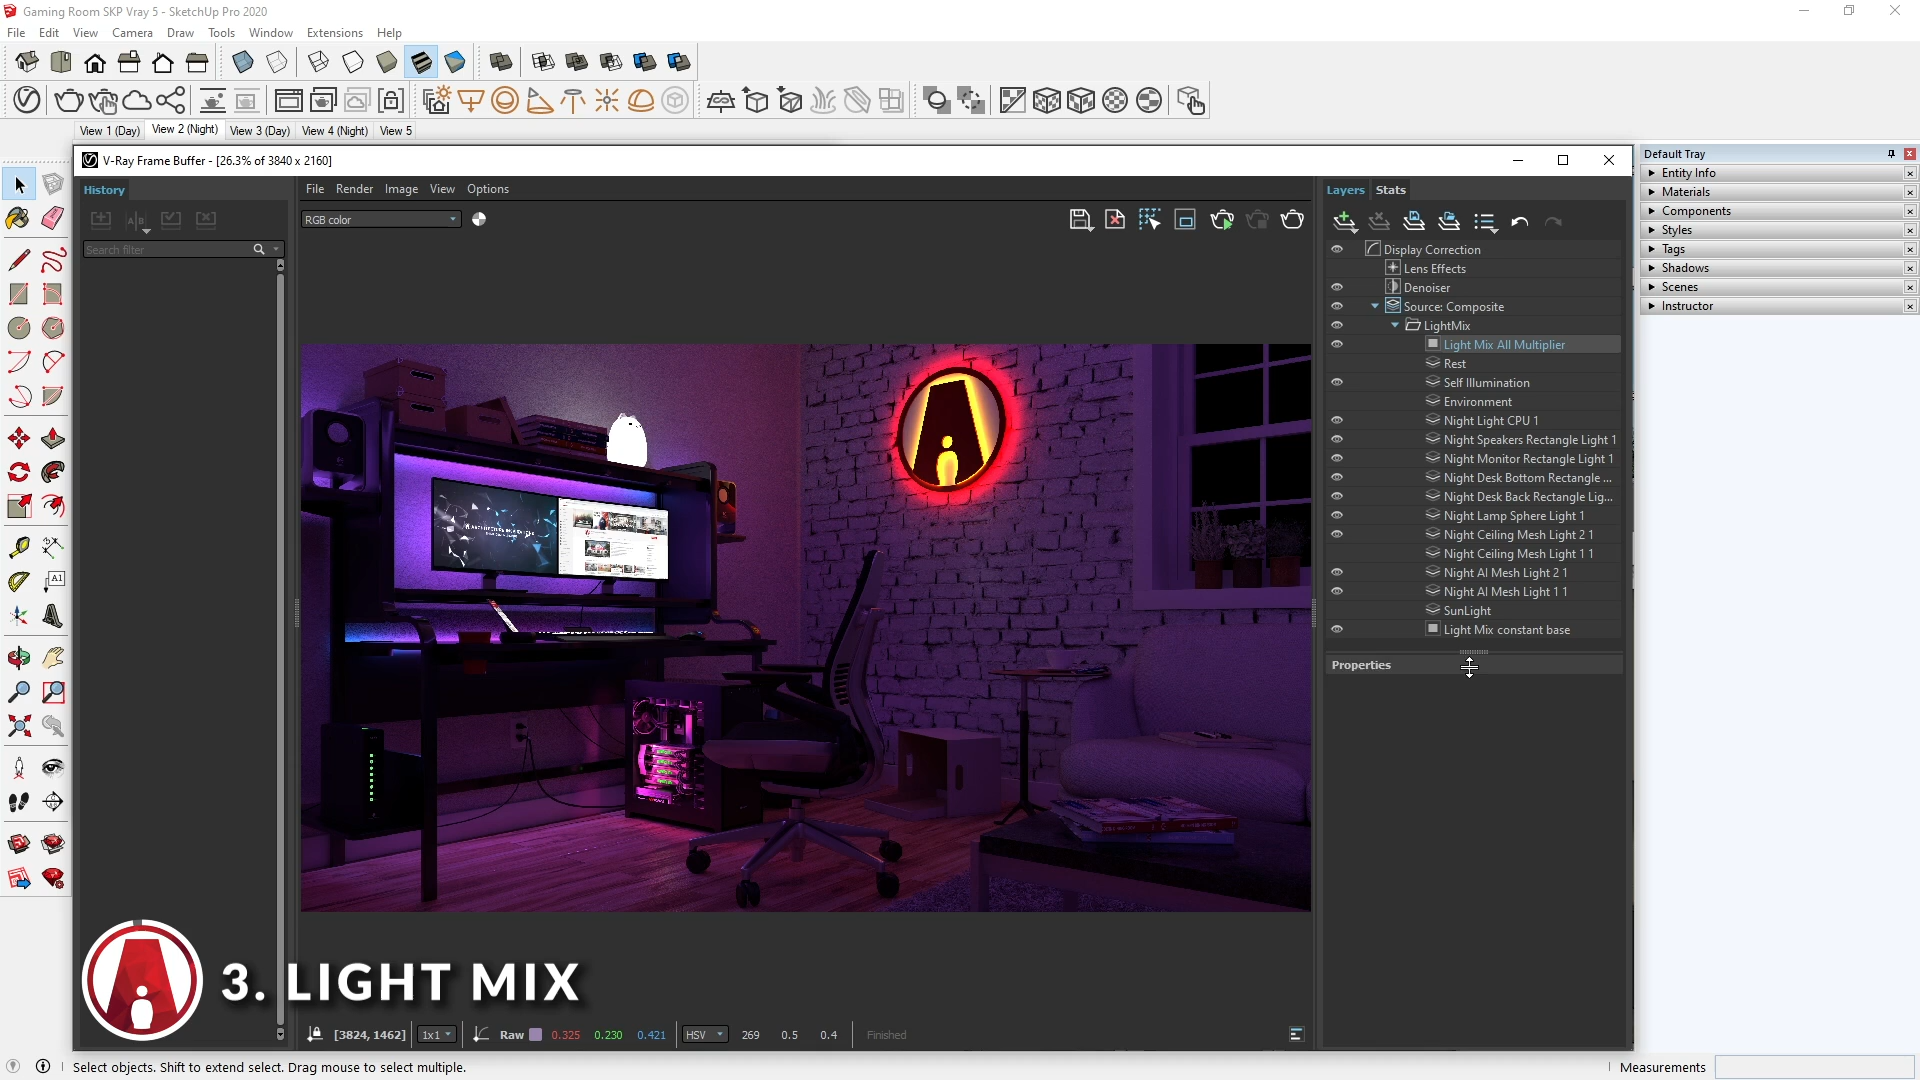 Gaming Room SKP Vray 5 - SketchUp Pro 2020
File Edit View Camera Draw Tools Window Extensions Help
View 1 (Day) View 2 (Night) View 3 (Day) View 4 (Night) View 5
V-Ray Frame Buffer - [26.3% of 3840 x 2160]
History
Search filter
File Render Image View Options
RGB color
Layers Stats
Display Correction
Lens Effects
Denoiser
Source: Composite
LightMix
Light Mix All Multiplier
Rest
Self Illumination
Environment
Night Light CPU 1
Night Speakers Rectangle Light 1
Night Monitor Rectangle Light 1
Night Desk Bottom Rectangle ...
Night Desk Back Rectangle Lig...
Night Lamp Sphere Light 1
Night Ceiling Mesh Light 2 1
Night Ceiling Mesh Light 1 1
Night AI Mesh Light 2 1
Night AI Mesh Light 1 1
SunLight
Light Mix constant base
Properties
Default Tray
Entity Info
Materials
Components
Styles
Tags
Shadows
Scenes
Instructor
A1
3. LIGHT MIX
[3824, 1462] 1x1 Raw 0.325 0.230 0.421 HSV 269 0.5 0.4 Finished
Select objects. Shift to extend select. Drag mouse to select multiple.
Measurements